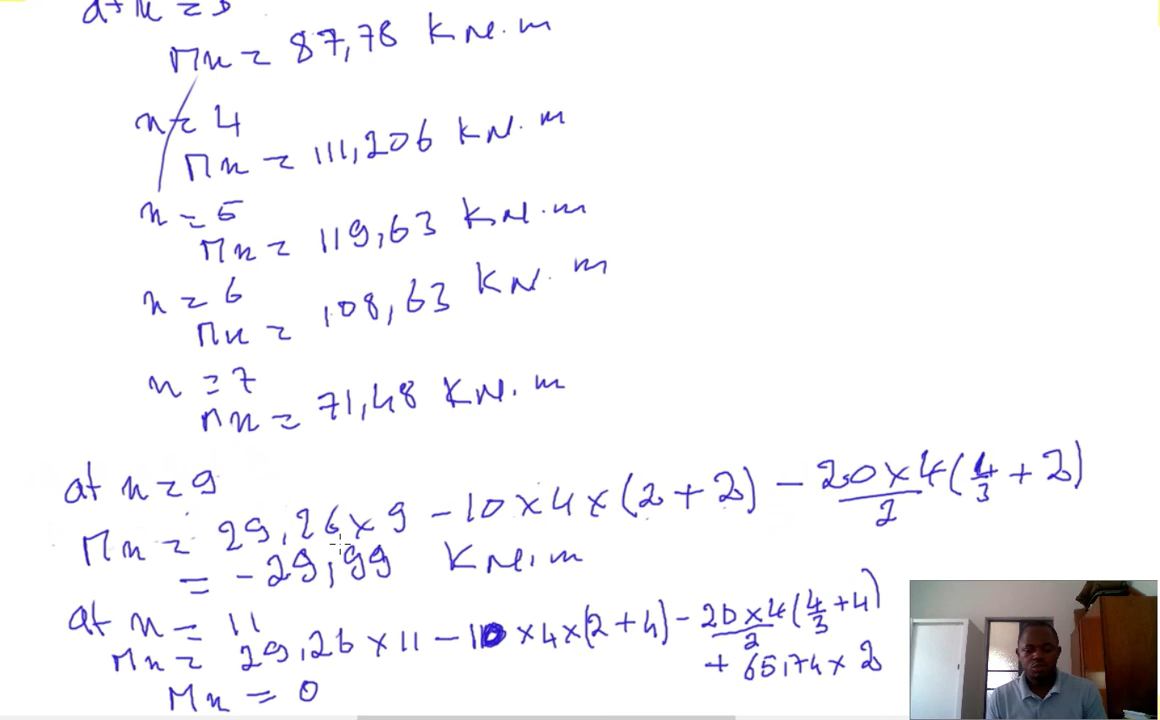 at x = 3
Mx = 87,78 KN.m
x = 4
Mx = 111,206 KN.m
x = 5
Mx = 119,63 KN.m
x = 6
Mx = 108,63 KN.m
x = 7
Mx = 71,48 KN.m
at x = 9
Mx = 29,26 x 9 - 10 x 4 x (2 + 2) - 20 x 4/2 (4/3 + 2)
= -29,99 KN.m
at x = 11
Mx = 29,26 x 11 - 10 x 4 x (2 + 4) - 20 x 4/2 (4/3 + 4)
+ 65,74 x 2
Mx = 0